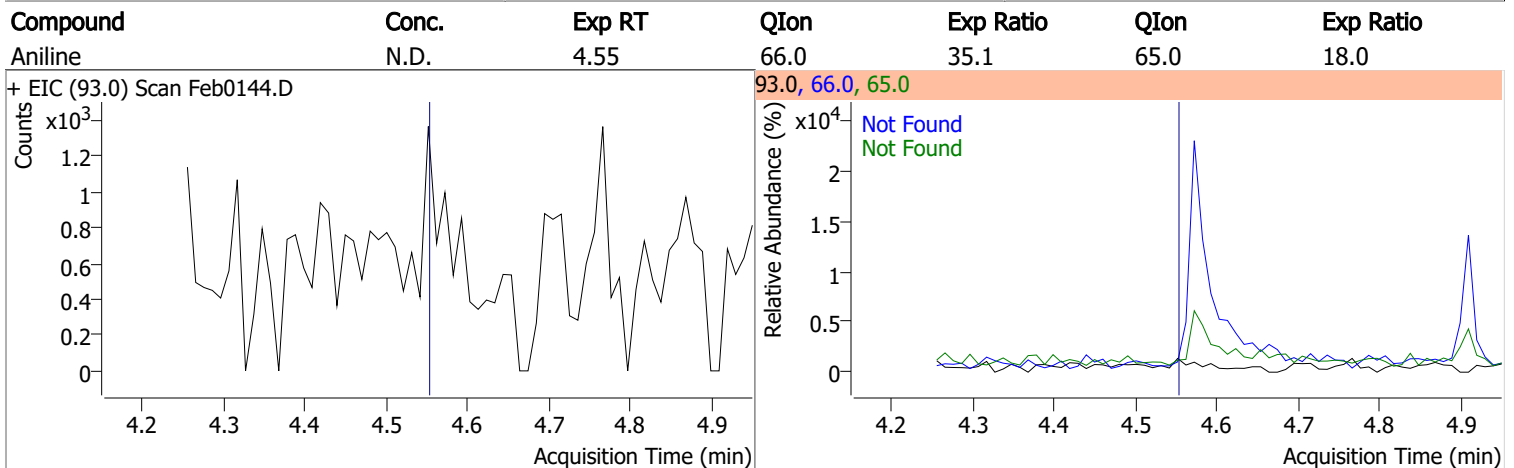 Compound Conc. Exp RT QIon Exp Ratio QIon Exp Ratio
Aniline N.D. 4.55 66.0 35.1 65.0 18.0
+ EIC (93.0) Scan Feb0144.D
Counts
x10³
1.2
1
0.8
0.6
0.4
0.2
0
4.2 4.3 4.4 4.5 4.6 4.7 4.8 4.9
Acquisition Time (min)
93.0, 66.0, 65.0
Relative Abundance (%)
x10⁴
Not Found
Not Found
2
1.5
1
0.5
0
4.2 4.3 4.4 4.5 4.6 4.7 4.8 4.9
Acquisition Time (min)